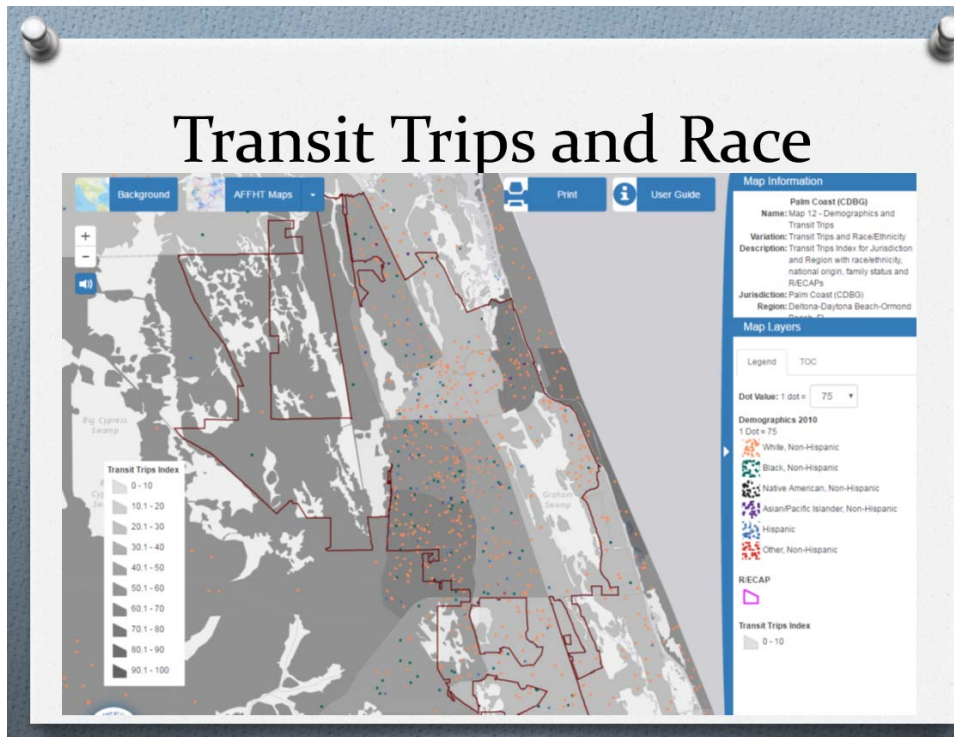 Transit Trips and Race
Background
AFFHT Maps
Print
User Guide
+
−
Big Cypress
Swamp
Graham
Swamp
Transit Trips Index
0 - 10
10.1 - 20
20.1 - 30
30.1 - 40
40.1 - 50
50.1 - 60
60.1 - 70
70.1 - 80
80.1 - 90
90.1 - 100
Map Information
Palm Coast (CDBG)
Name: Map 12 - Demographics and
Transit Trips
Variation: Transit Trips and Race/Ethnicity
Description: Transit Trips Index for Jurisdiction
and Region with race/ethnicity,
national origin, family status and
R/ECAPs
Jurisdiction: Palm Coast (CDBG)
Region: Deltona-Daytona Beach-Ormond
Map Layers
Legend
TOC
Dot Value: 1 dot = 75
Demographics 2010
1 Dot = 75
White, Non-Hispanic
Black, Non-Hispanic
Native American, Non-Hispanic
Asian/Pacific Islander, Non-Hispanic
Hispanic
Other, Non-Hispanic
R/ECAP
Transit Trips Index
0 - 10